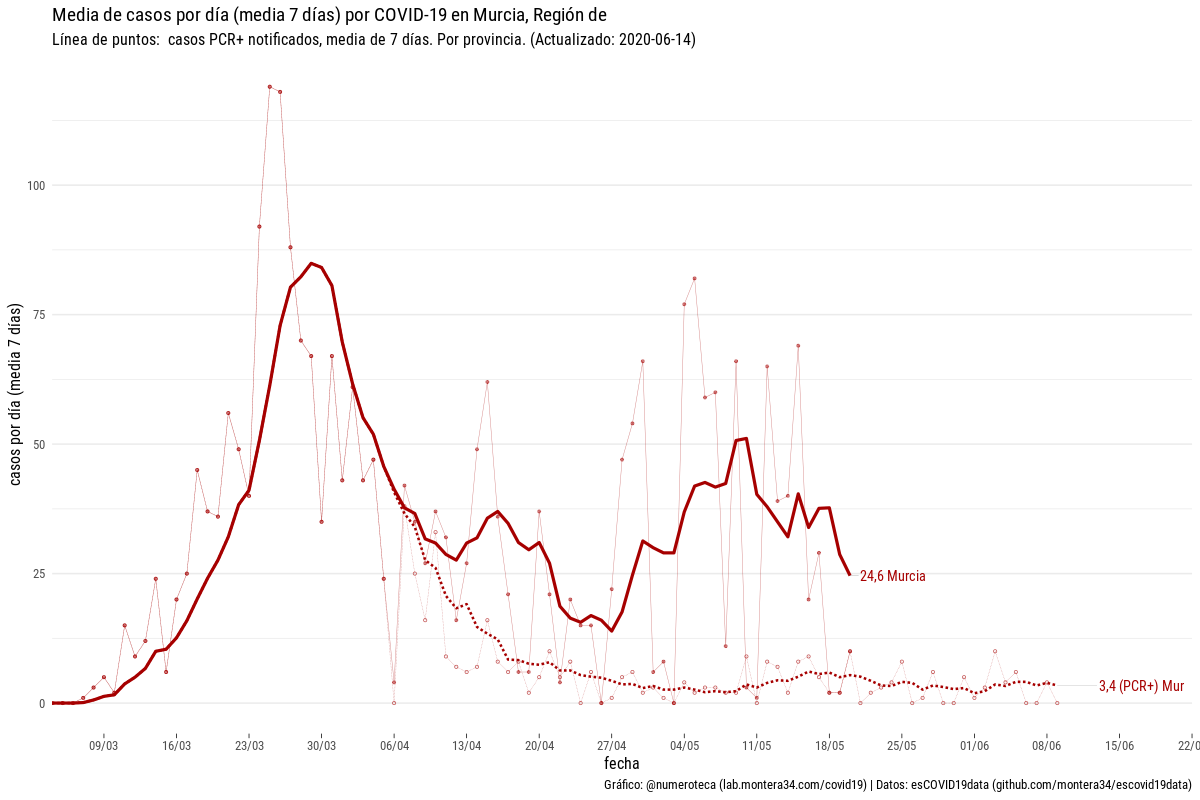 Media de casos por día (media 7 días) por COVID-19 en Murcia, Región de
Línea de puntos:  casos PCR+ notificados, media de 7 días. Por provincia. (Actualizado: 2020-06-14)
casos por día (media 7 días)
100
75
50
25
0
24,6 Murcia
3,4 (PCR+) Mur
09/03 16/03 23/03 30/03 06/04 13/04 20/04 27/04 04/05 11/05 18/05 25/05 01/06 08/06 15/06 22/0
fecha
Gráfico: @numeroteca (lab.montera34.com/covid19) | Datos: esCOVID19data (github.com/montera34/escovid19data)